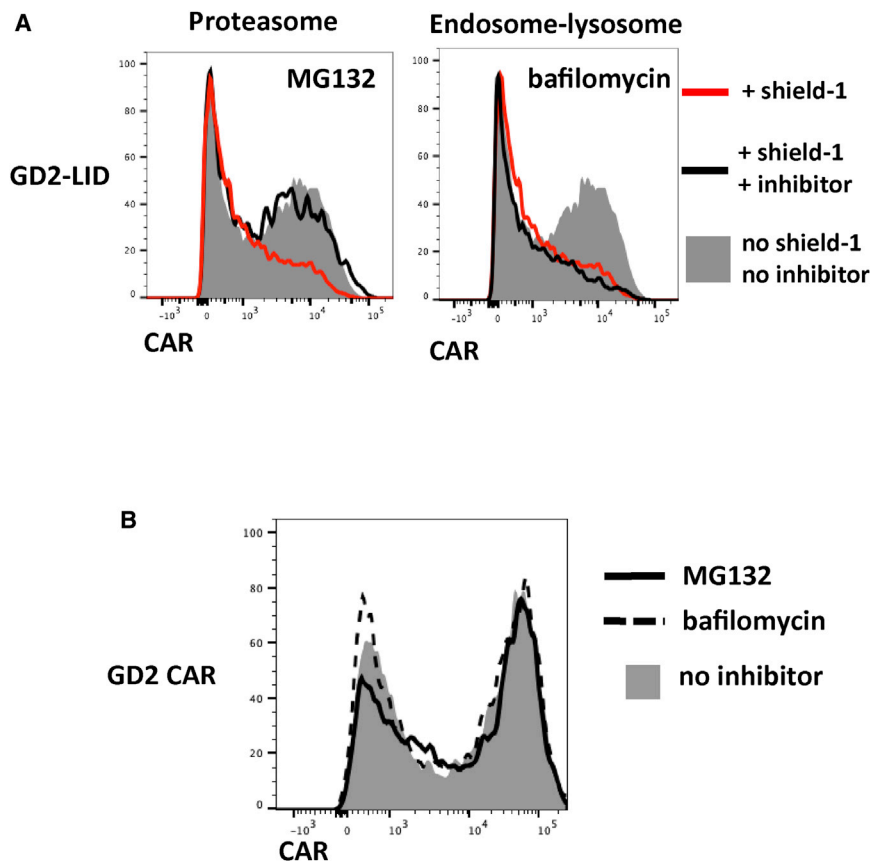 A
Proteasome
Endosome-lysosome
MG132
bafilomycin
+ shield-1
+ shield-1
+ inhibitor
no shield-1
no inhibitor
GD2-LID
100
80
60
40
20
0
-10³ 0 10³ 10⁴ 10⁵
CAR
100
80
60
40
20
0
-10³ 0 10³ 10⁴ 10⁵
CAR
B
GD2 CAR
100
80
60
40
20
0
-10³ 0 10³ 10⁴ 10⁵
CAR
MG132
bafilomycin
no inhibitor